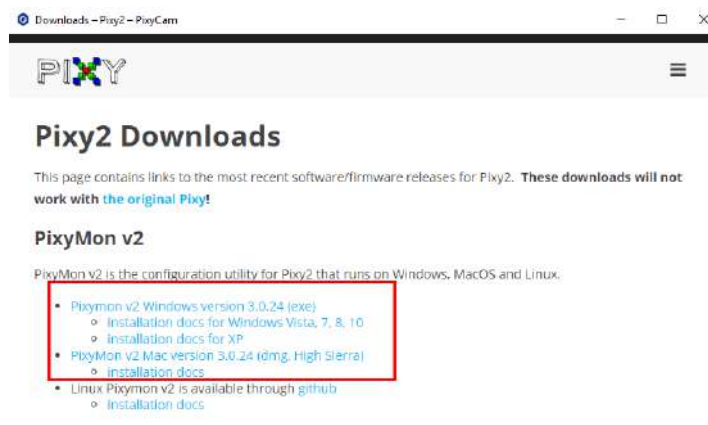 Downloads – Pixy2 – PixyCam
PIXY
Pixy2 Downloads
This page contains links to the most recent software/firmware releases for Pixy2. These downloads will not
work with the original Pixy!
PixyMon v2
PixyMon v2 is the configuration utility for Pixy2 that runs on Windows, MacOS and Linux.
Pixymon v2 Windows version 3.0.24 (exe)
Installation docs for Windows Vista, 7, 8, 10
installation docs for XP
PixyMon v2 Mac version 3.0.24 (dmg, High Sierra)
installation docs
Linux Pixymon v2 is available through github
Installation docs